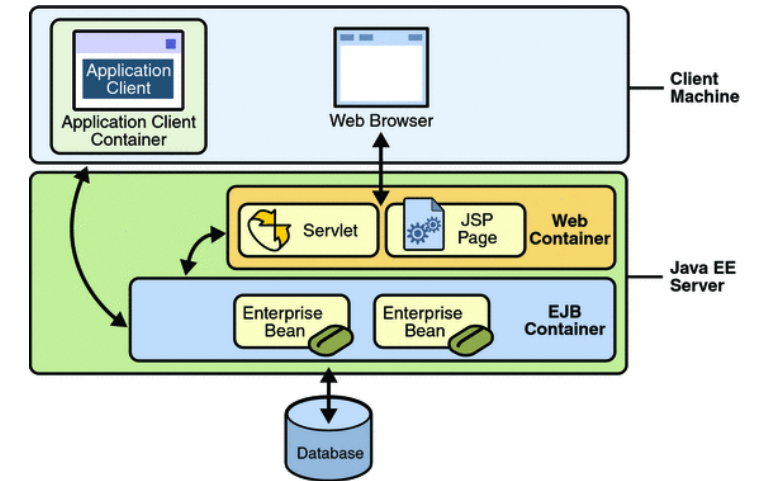 Application
Client
Application Client
Container
Web Browser
Client
Machine
Servlet
JSP
Page
Web
Container
Java EE
Server
Enterprise
Bean
Enterprise
Bean
EJB
Container
Database